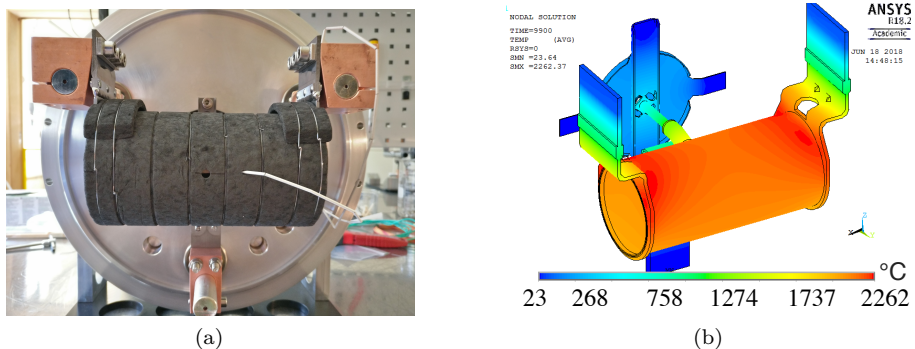 NODAL SOLUTION
TIME=9900
TEMP (AVG)
RSYS=0
SMN =23.64
SMX =2262.37
ANSYS
R18.2
Academic
JUN 18 2018
14:48:15
Z
X Y
°C
23 268 758 1274 1737 2262
(a) (b)